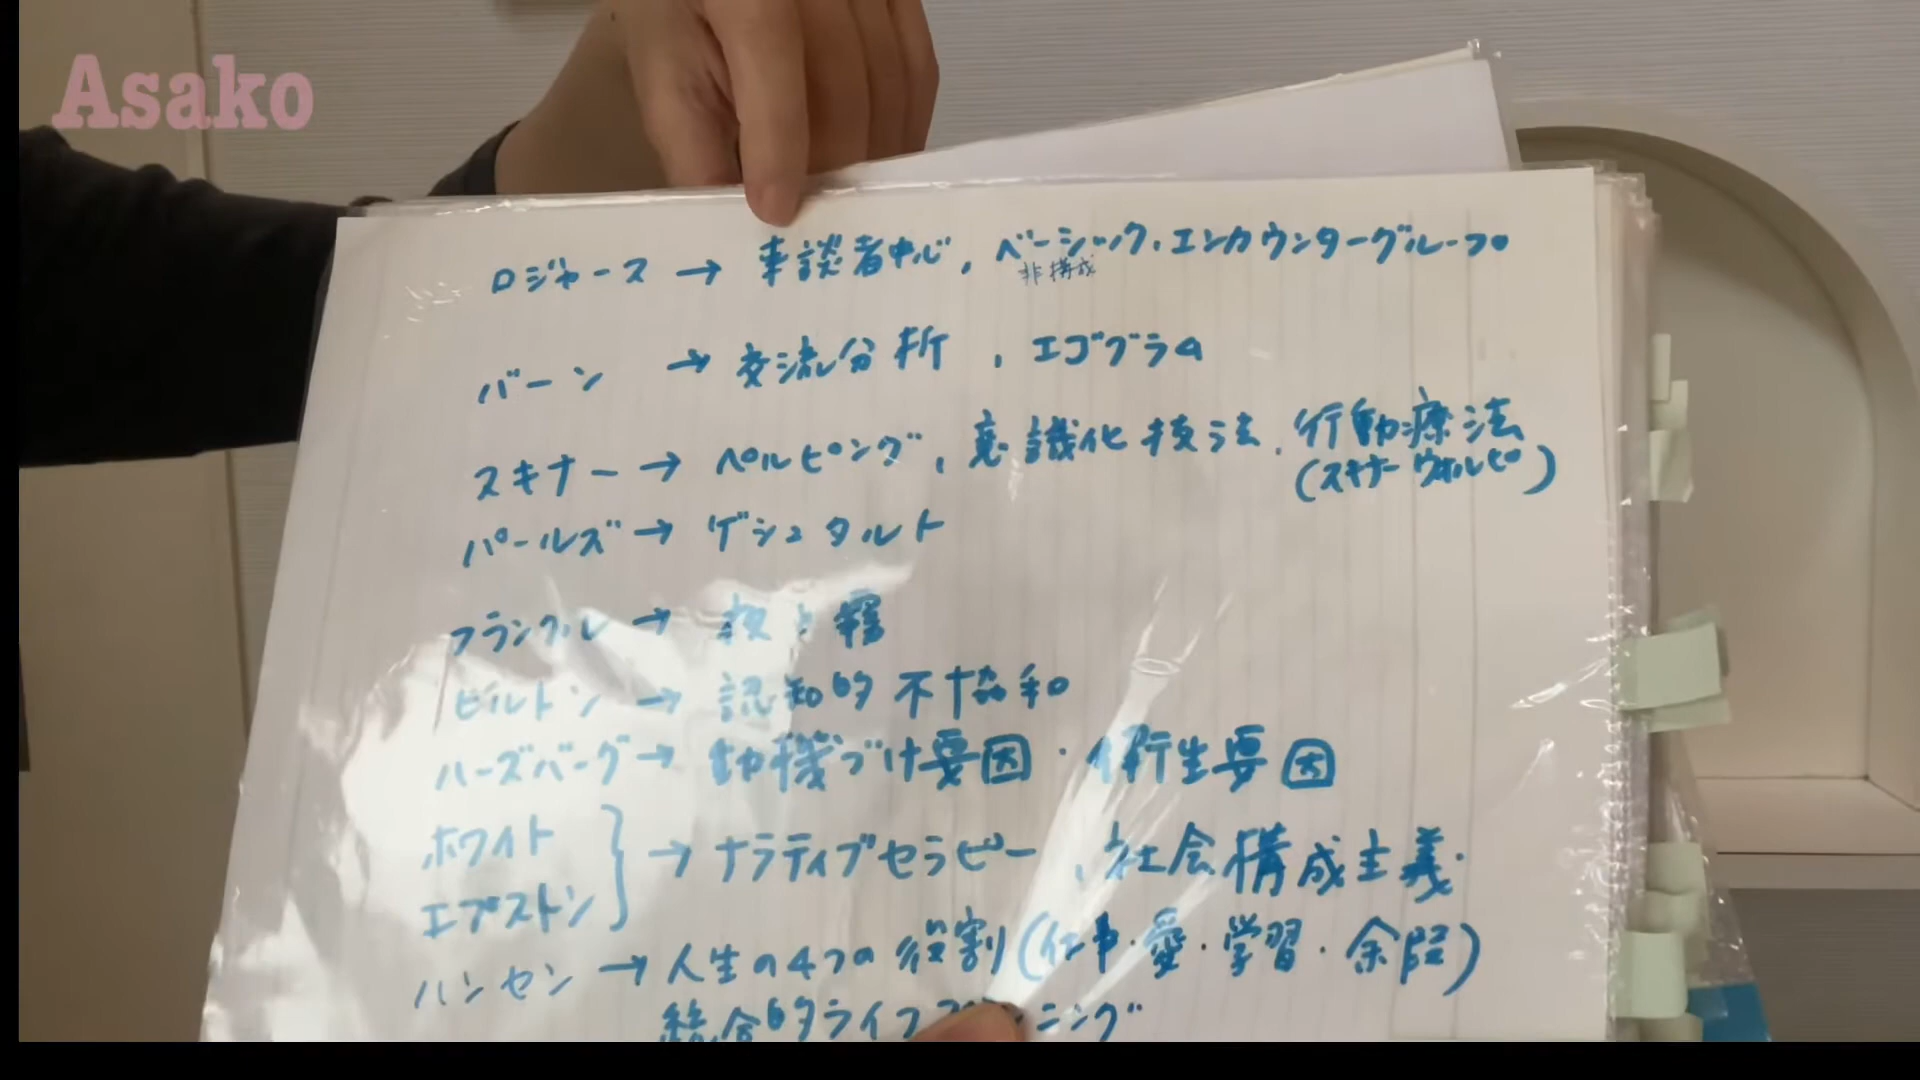 Asako
ロジャース → 来談者中心、ベーシック・エンカウンターグループ
非構成
バーン → 交流分析、エゴグラム
スキナー → ヘルピング、意識化技法、行動療法
(スキナー ウォルピ)
パールズ → ゲシュタルト
フランクル →
ヒルトン → 認知的不協和
ハーズバーグ → 動機づけ要因・衛生要因
ホワイト
エプストン } → ナラティブセラピー、社会構成主義
ハンセン → 人生の4つの役割(仕事・愛・学習・余暇)
統合的ライフ ニング